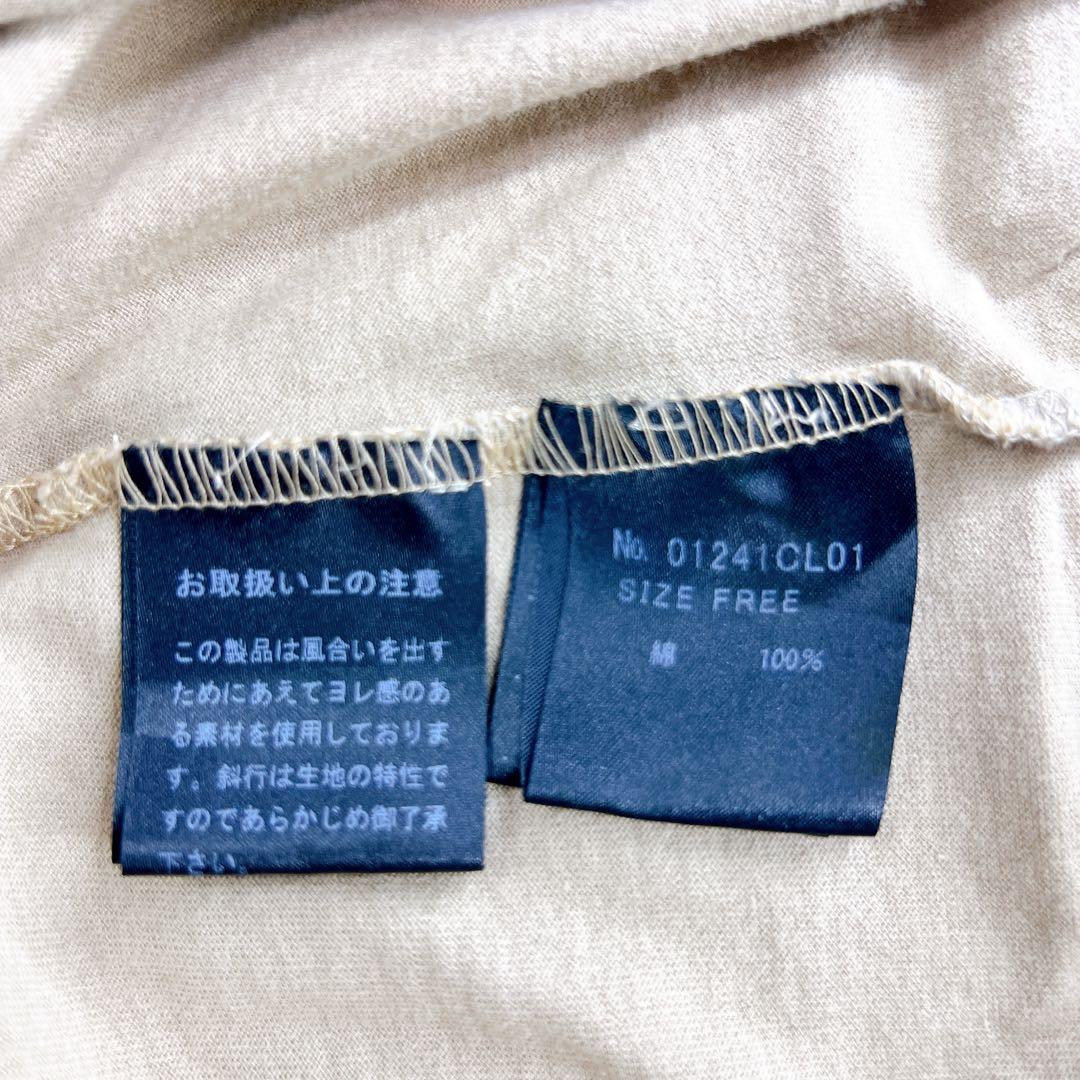 お取扱い上の注意
この製品は風合いを出す
ためにあえてヨレ感のあ
る素材を使用しておりま
す。斜行は生地の特性で
すのであらかじめ御了承
下さい。
No. 01241CL01
SIZE FREE
綿 100%